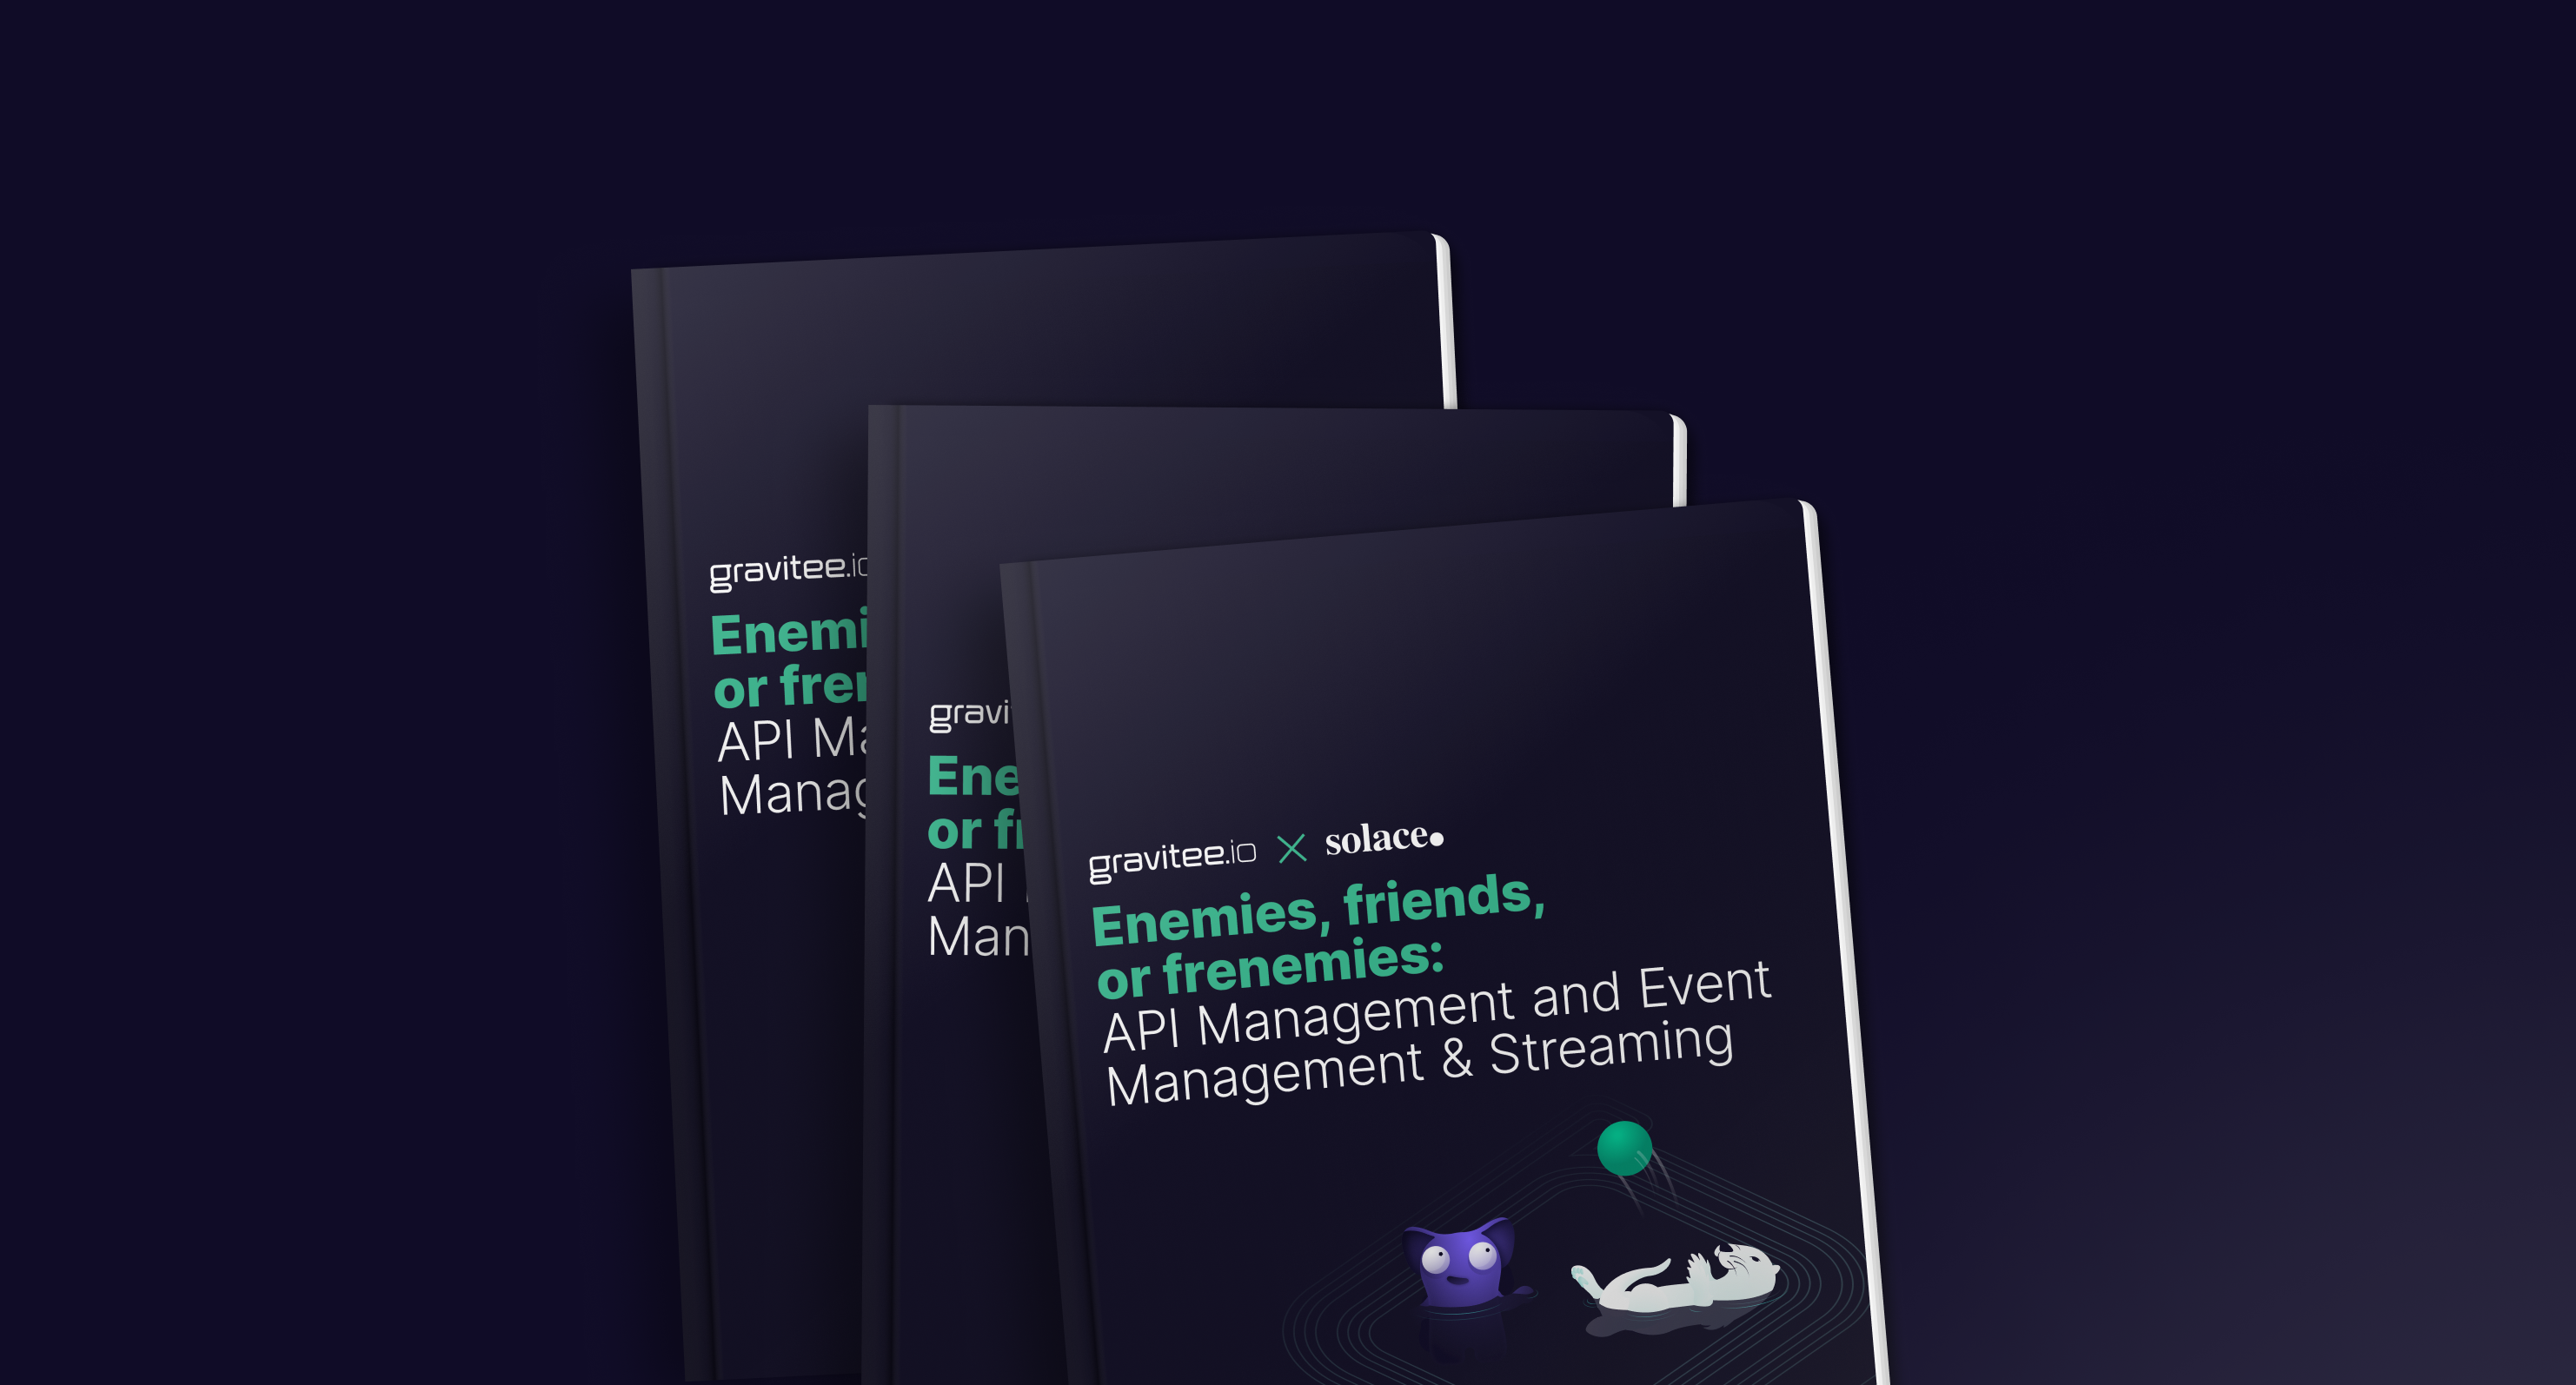 gravitee.io
Enemi
or fren
API Ma
Manag
gravit
Ene
or fr
API
Man
gravitee.io × solace
Enemies, friends,
or frenemies:
API Management and Event
Management & Streaming